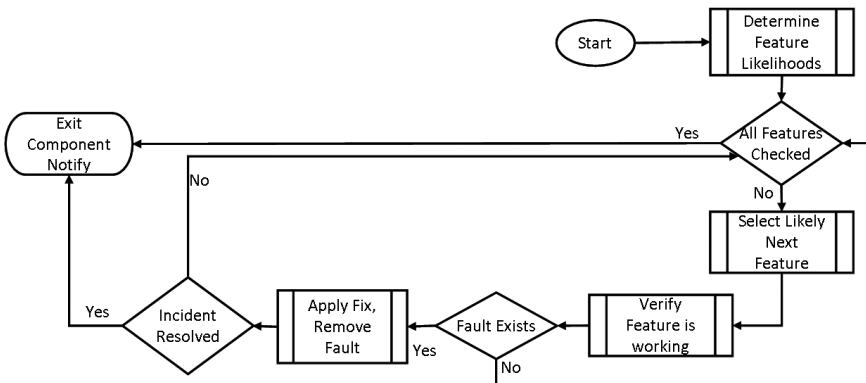 Start
Determine
Feature
Likelihoods
Exit
Component
Notify
Yes
All Features
Checked
No
No
Select Likely
Next
Feature
Yes
Incident
Resolved
Apply Fix,
Remove
Fault
Yes
Fault Exists
No
Verify
Feature is
working